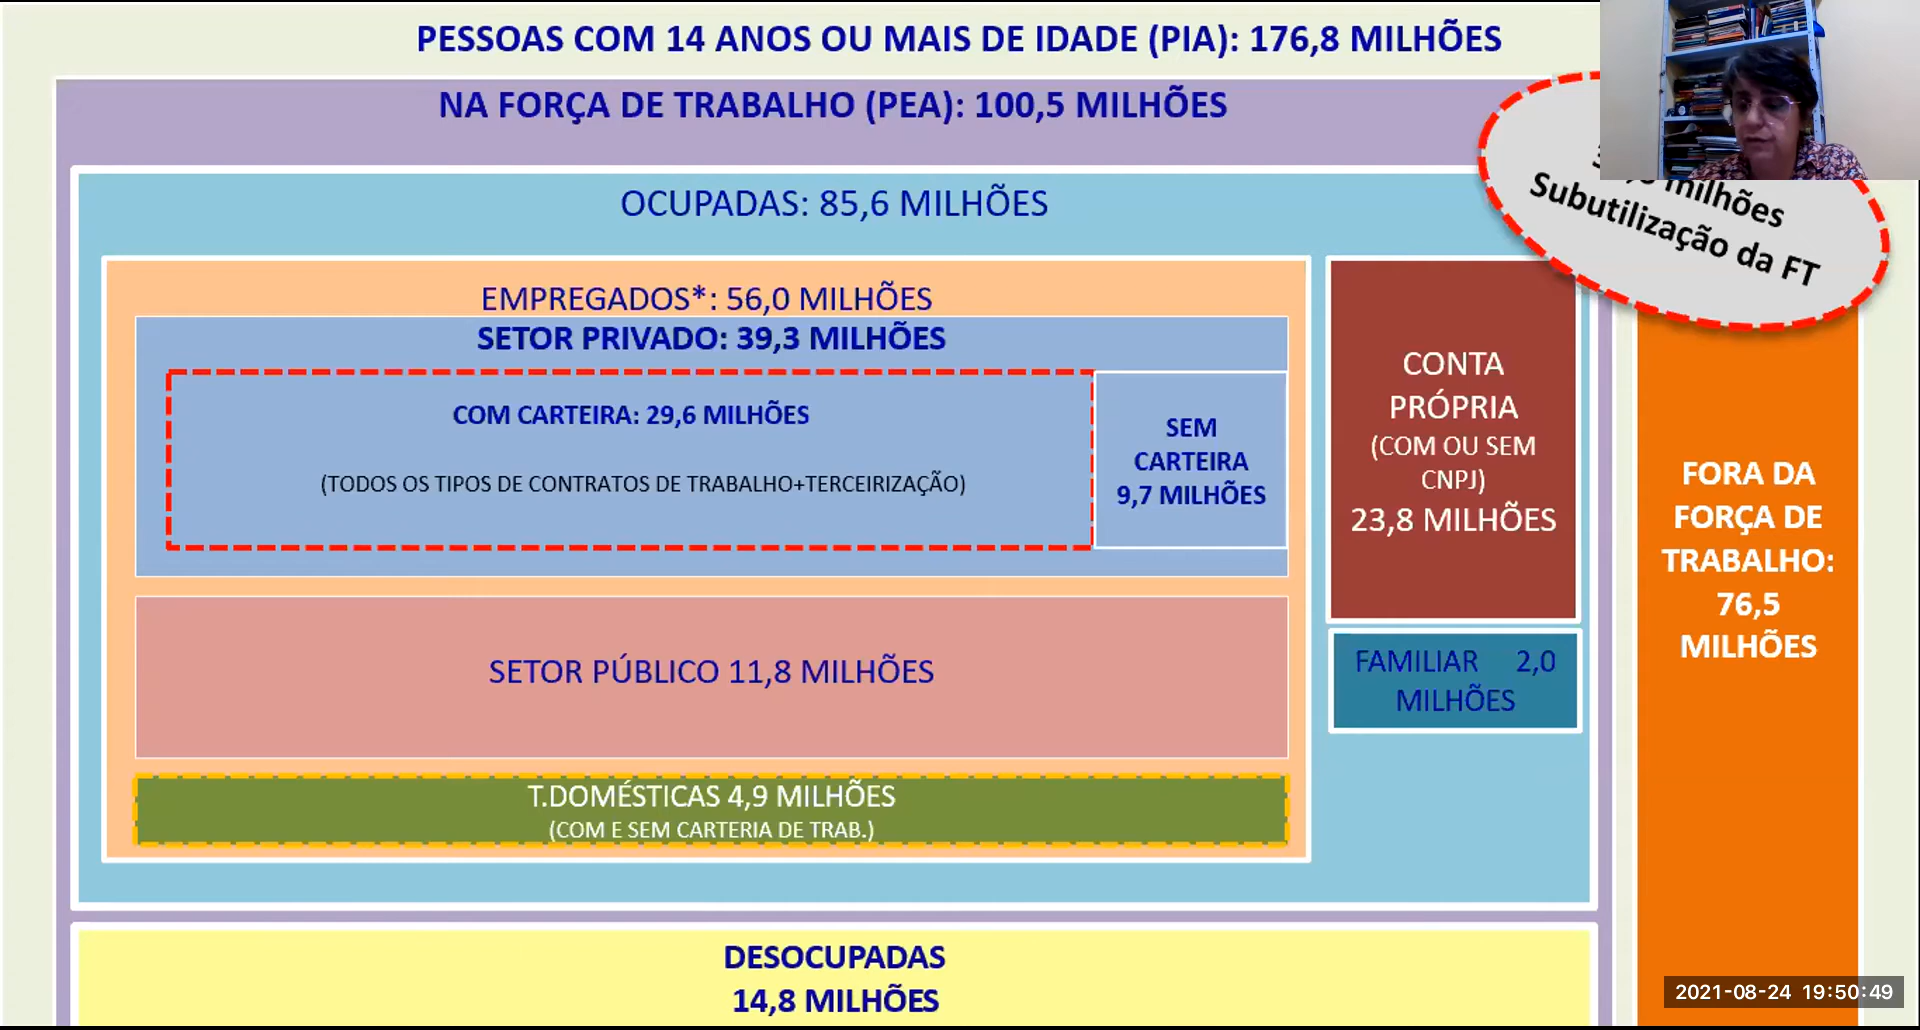 PESSOAS COM 14 ANOS OU MAIS DE IDADE (PIA): 176,8 MILHÕES
NA FORÇA DE TRABALHO (PEA): 100,5 MILHÕES
OCUPADAS: 85,6 MILHÕES
milhões
Subutilização da FT
EMPREGADOS*: 56,0 MILHÕES
SETOR PRIVADO: 39,3 MILHÕES
COM CARTEIRA: 29,6 MILHÕES
(TODOS OS TIPOS DE CONTRATOS DE TRABALHO+TERCEIRIZAÇÃO)
SEM
CARTEIRA
9,7 MILHÕES
CONTA
PRÓPRIA
(COM OU SEM
CNPJ)
23,8 MILHÕES
FAMILIAR 2,0
MILHÕES
SETOR PÚBLICO 11,8 MILHÕES
T.DOMÉSTICAS 4,9 MILHÕES
(COM E SEM CARTERIA DE TRAB.)
FORA DA
FORÇA DE
TRABALHO:
76,5
MILHÕES
DESOCUPADAS
14,8 MILHÕES
2021-08-24 19:50:49